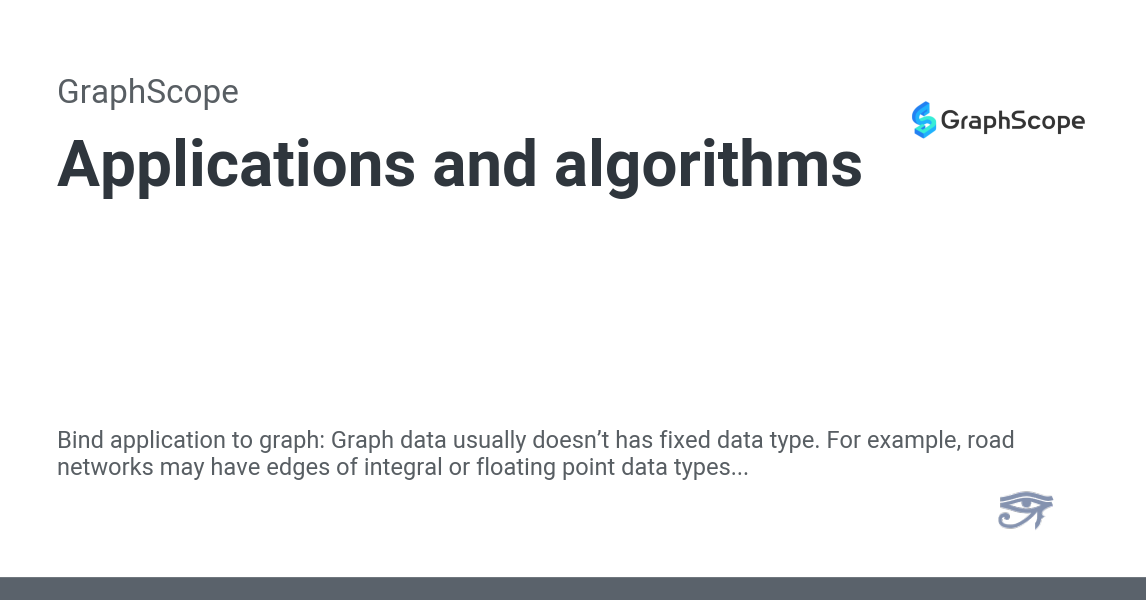 GraphScope
GraphScope
Applications and algorithms
Bind application to graph: Graph data usually doesn’t has fixed data type. For example, road
networks may have edges of integral or floating point data types...